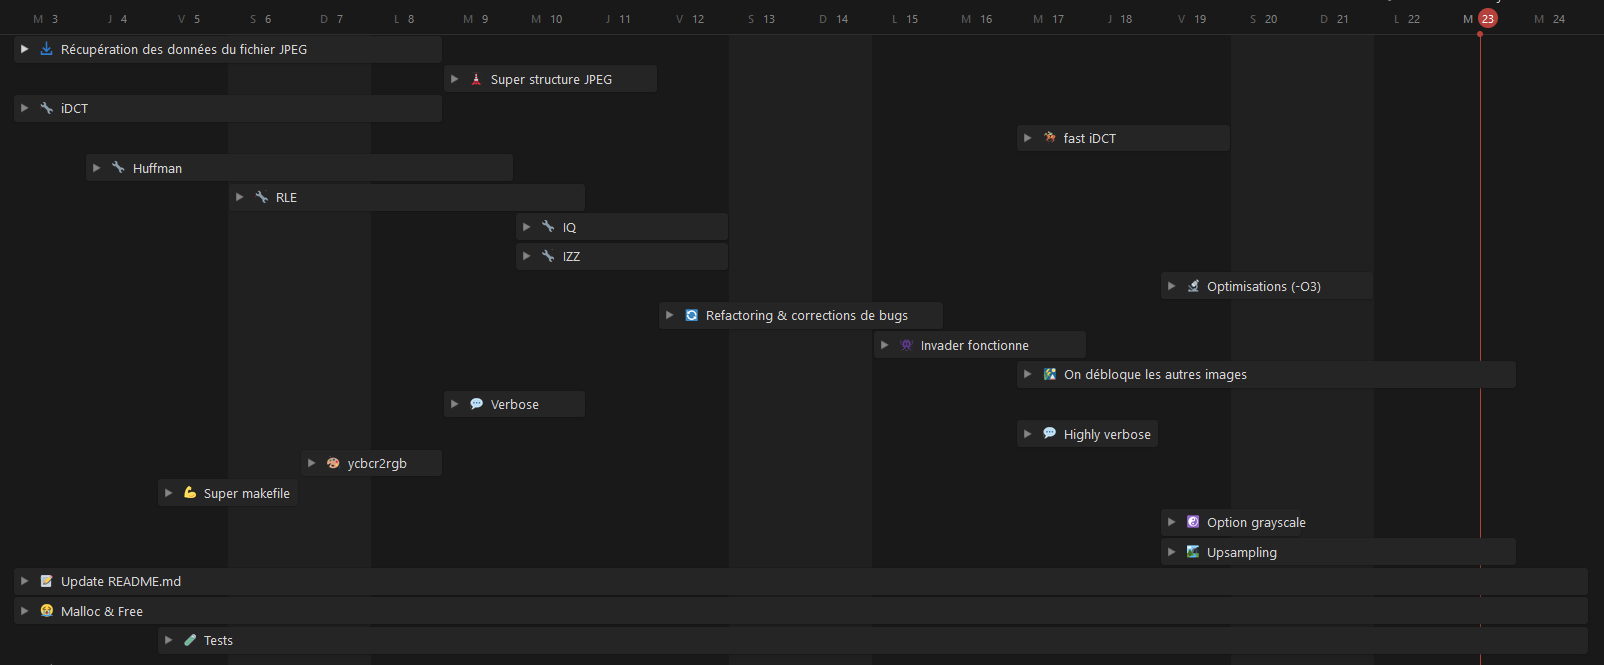 M 3 J 4 V 5 S 6 D 7 L 8 M 9 M 10 J 11 V 12 S 13 D 14 L 15 M 16 M 17 J 18 V 19 S 20 D 21 L 22 M 23 M 24
Récupération des données du fichier JPEG
Super structure JPEG
iDCT
fast iDCT
Huffman
RLE
IQ
IZZ
Optimisations (-O3)
Refactoring & corrections de bugs
Invader fonctionne
On débloque les autres images
Verbose
Highly verbose
ycbcr2rgb
Super makefile
Option grayscale
Upsampling
Update README.md
Malloc & Free
Tests